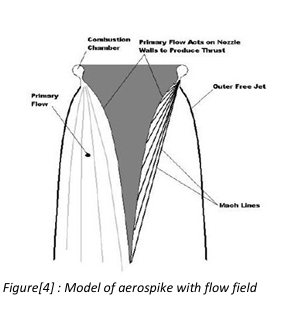 Combustion
Chamber
Primary Flow Acts on Nozzle
Walls to Produce Thrust
Outer Free Jet
Primary
Flow
Mach Lines
Figure[4] : Model of aerospike with flow field